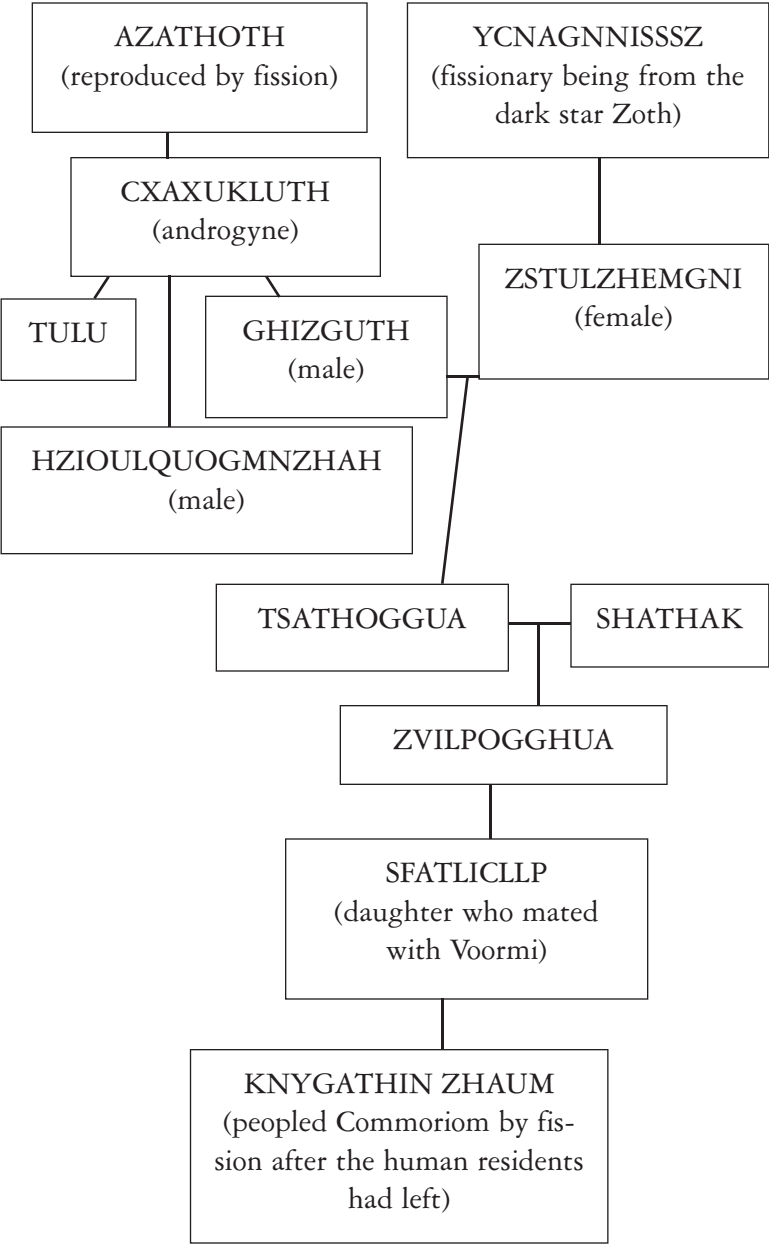 AZATHOTH
(reproduced by fission)
YCNAGNNISSSZ
(fissionary being from the
dark star Zoth)
CXAXUKLUTH
(androgyne)
TULU
GHIZGUTH
(male)
ZSTULZHEMGNI
(female)
HZIOULQUOGMNZHAH
(male)
TSATHOGGUA
SHATHAK
ZVILPOGGHUA
SFATLICLLP
(daughter who mated
with Voormi)
KNYGATHIN ZHAUM
(peopled Commoriom by fis-
sion after the human residents
had left)